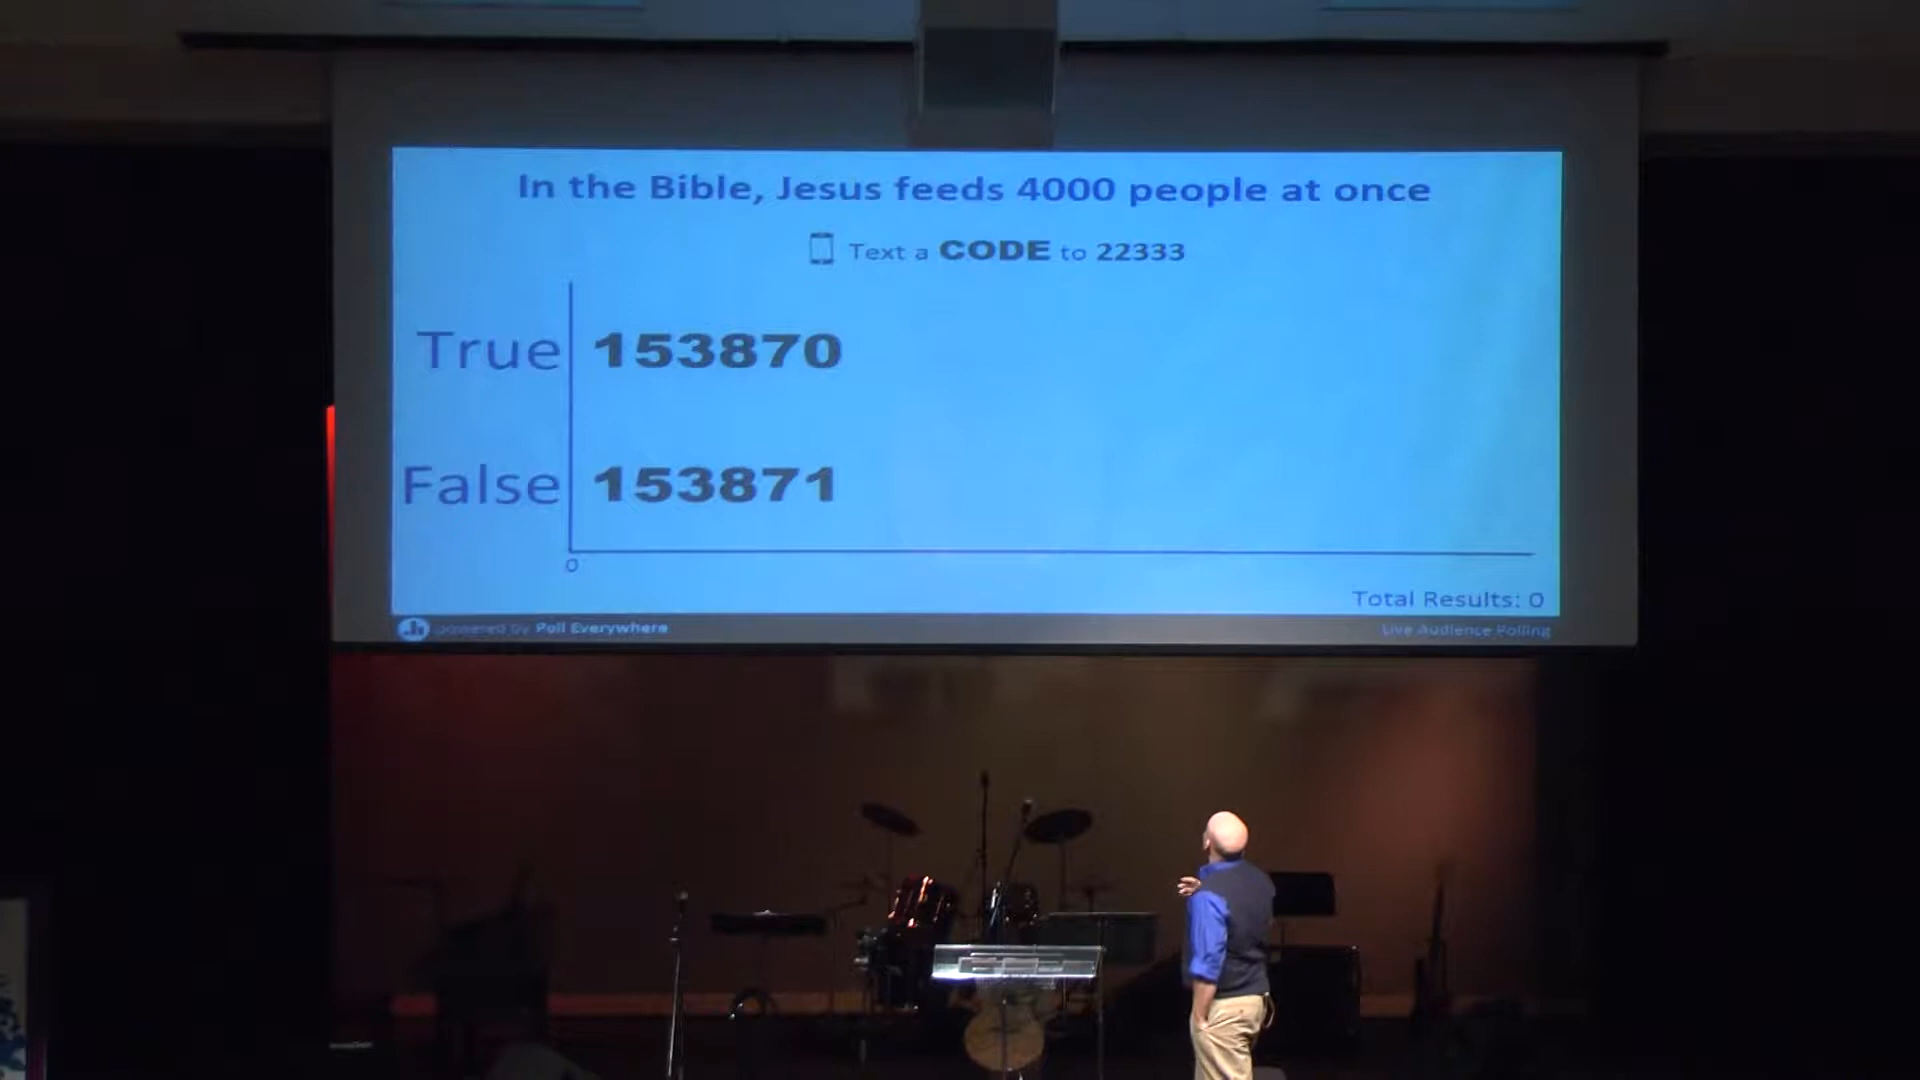 In the Bible, Jesus feeds 4000 people at once
Text a CODE to 22333
True 153870
False 153871
0
Total Results: 0
powered by Poll Everywhere
Live Audience Polling